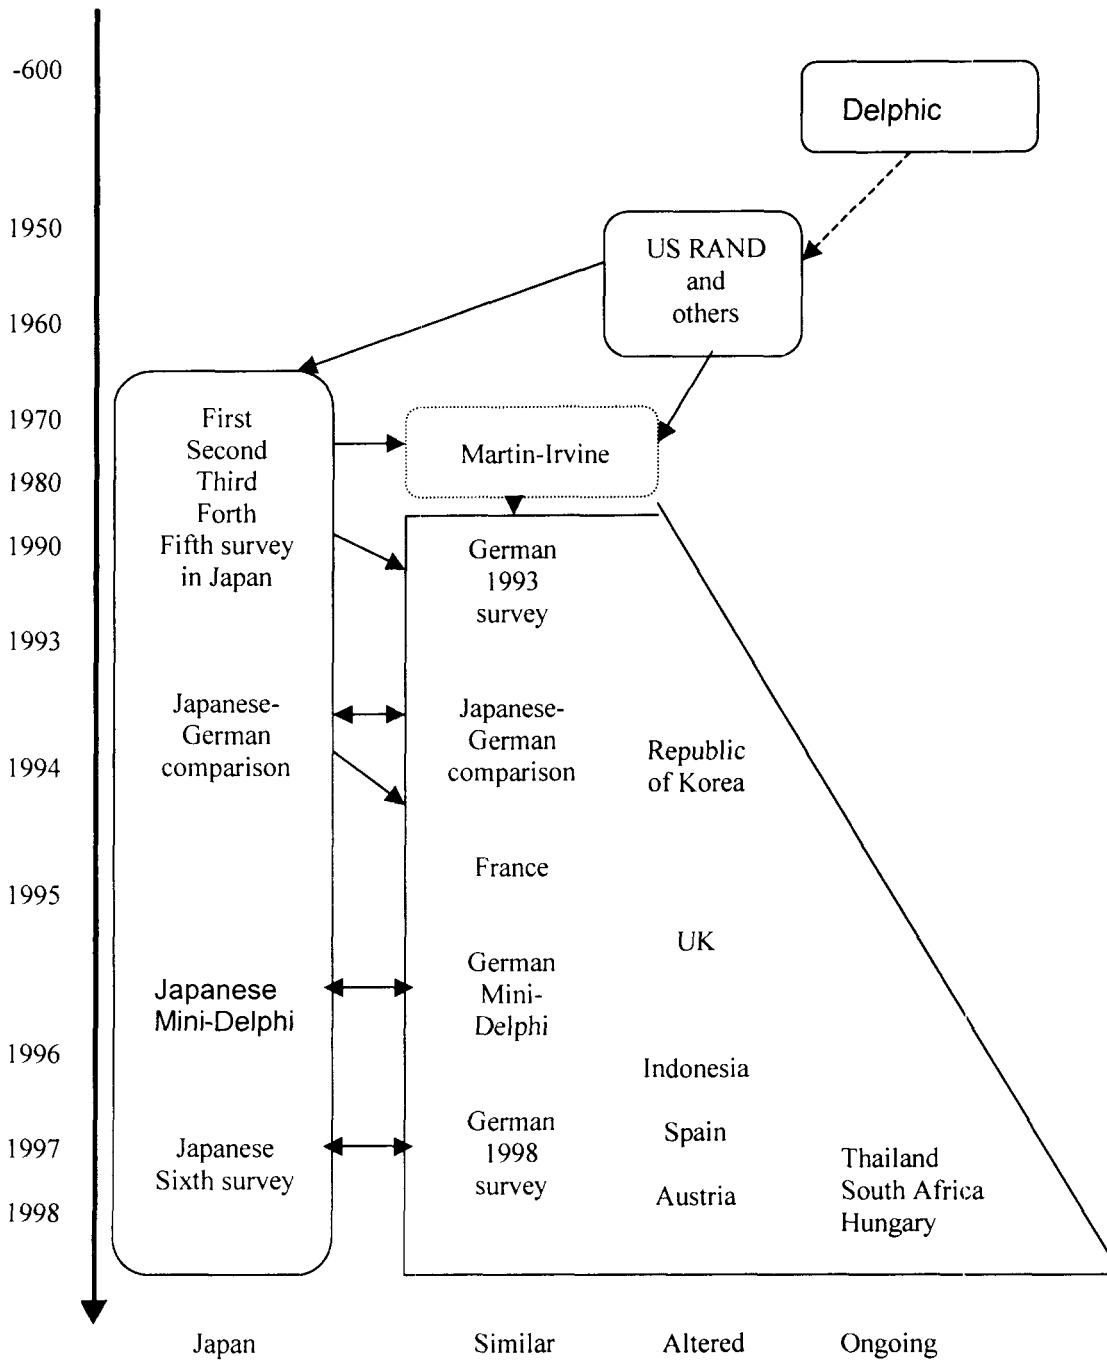 -600
Delphic
1950
US RAND
and
others
1960
1970
1980
1990
1993
1994
1995
1996
1997
1998
First
Second
Third
Forth
Fifth survey
in Japan
Japanese-
German
comparison
Japanese
Mini-Delphi
Japanese
Sixth survey
Martin-Irvine
German
1993
survey
Japanese-
German
comparison
France
German
Mini-
Delphi
German
1998
survey
Republic
of Korea
UK
Indonesia
Spain
Austria
Thailand
South Africa
Hungary
Japan
Similar
Altered
Ongoing